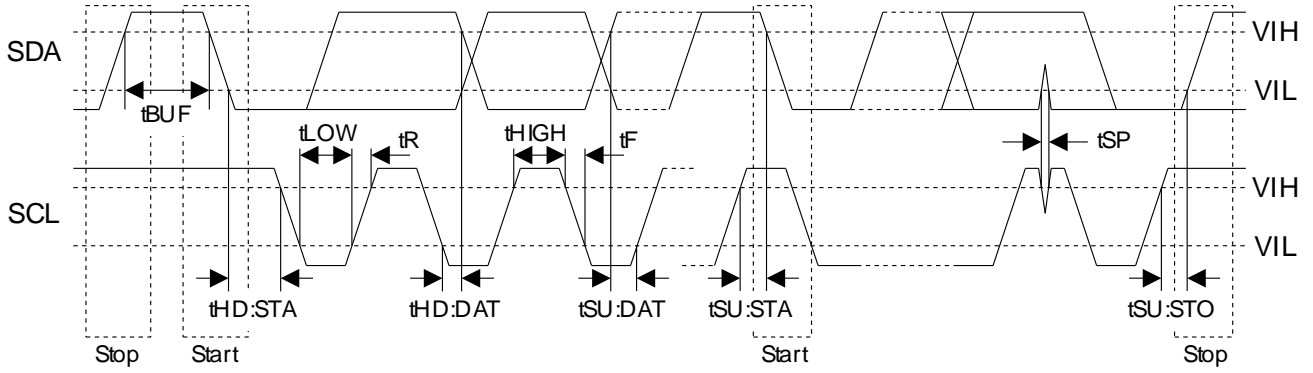 SDA
VIH
VIL
tBUF
tLOW
tR
tHIGH
tF
tSP
SCL
VIH
VIL
tHD:STA
tHD:DAT
tSU:DAT
tSU:STA
tSU:STO
Stop
Start
Start
Stop